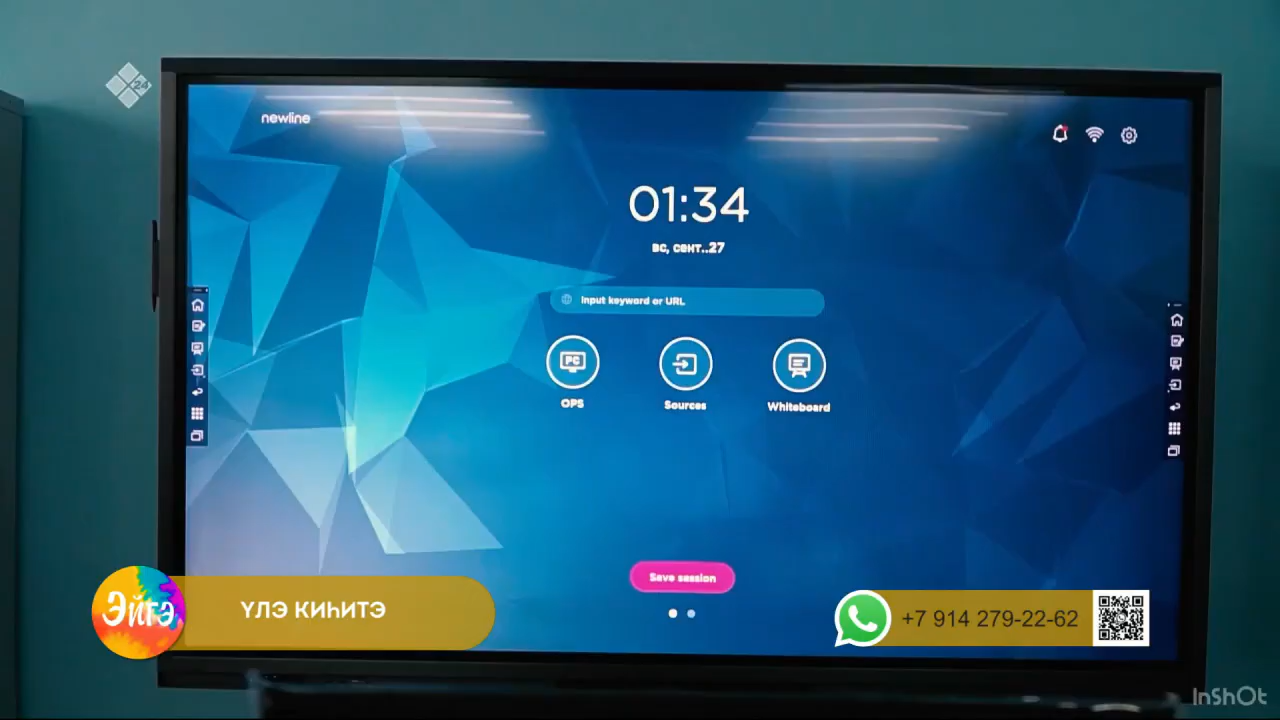 x24
newline
01:34
вс, сент..27
Input keyword or URL
PC
OPS
Sources
Whiteboard
Save session
Эйгэ
ҮЛЭ КИҺИТЭ
+7 914 279-22-62
InShOt